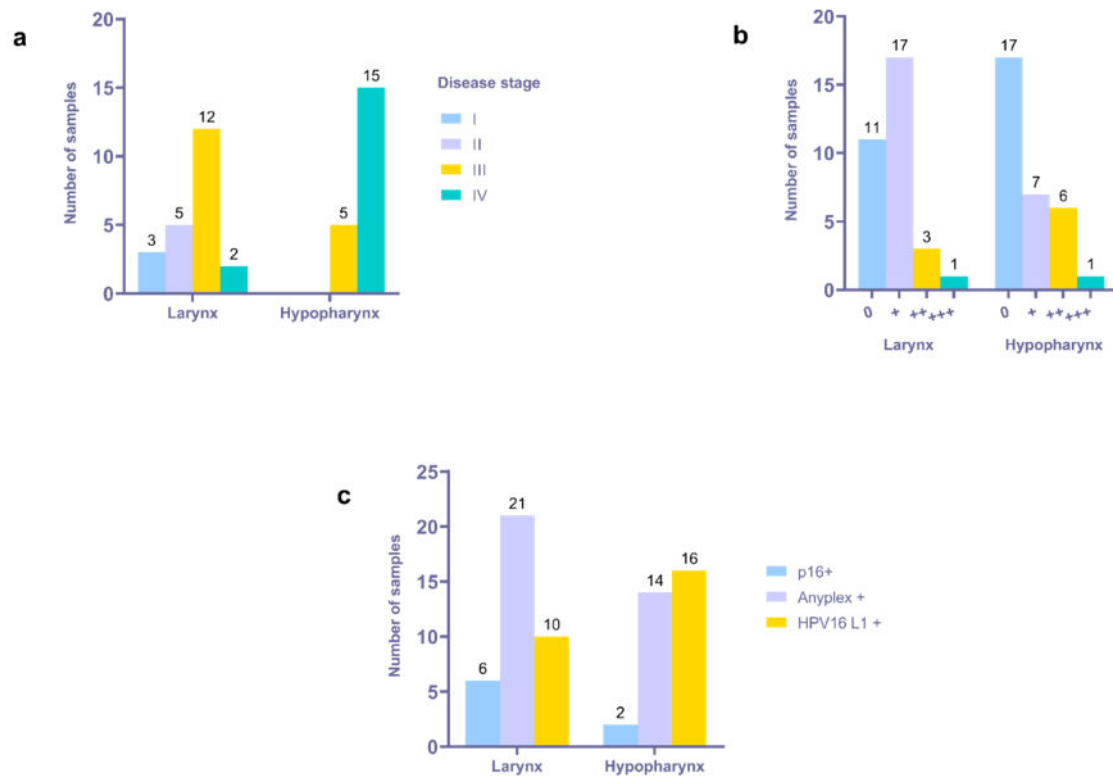 a
Number of samples
20
15
10
5
0
3
5
12
2
5
15
Larynx
Hypopharynx
Disease stage
I
II
III
IV
b
Number of samples
20
15
10
5
0
11
17
3
1
17
7
6
1
0 + ++ +++ 0 + ++ +++
Larynx
Hypopharynx
c
Number of samples
25
20
15
10
5
0
6
21
10
2
14
16
Larynx
Hypopharynx
p16+
Anyplex +
HPV16 L1 +